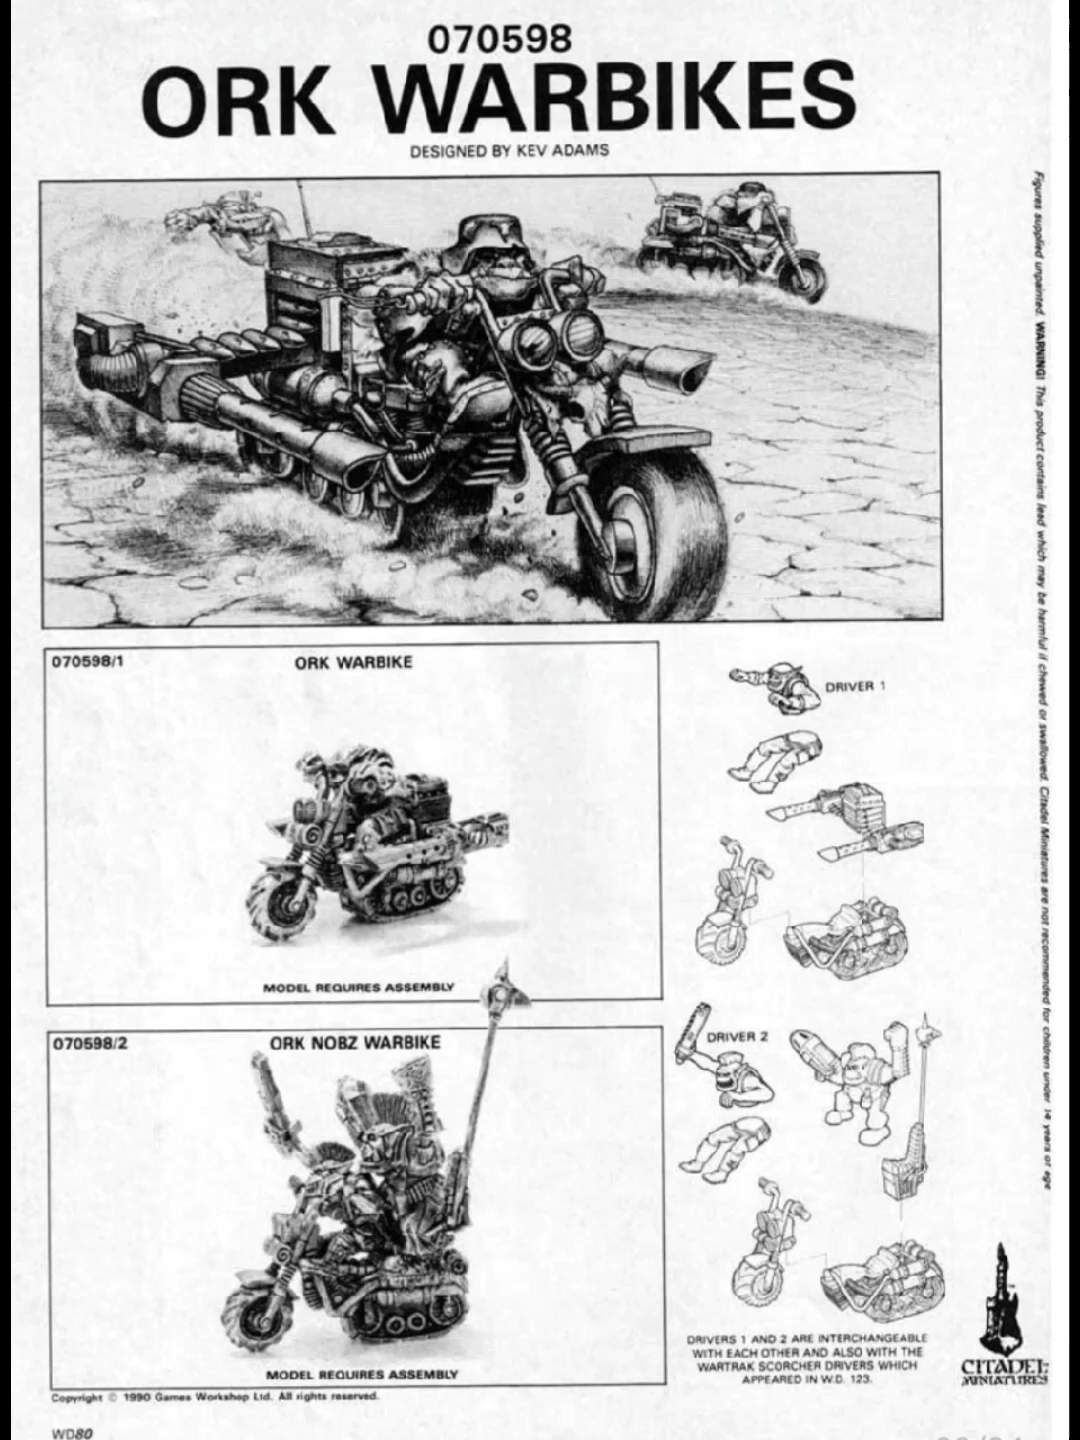 070598
ORK WARBIKES
DESIGNED BY KEV ADAMS
Figures supplied unpainted. WARNING! This product contains lead which may be harmful if chewed or swallowed. Citadel Miniatures are not recommended for children under 14 years of age
070598/1
ORK WARBIKE
MODEL REQUIRES ASSEMBLY
DRIVER 1
070598/2
ORK NOBZ WARBIKE
MODEL REQUIRES ASSEMBLY
DRIVER 2
DRIVERS 1 AND 2 ARE INTERCHANGEABLE
WITH EACH OTHER AND ALSO WITH THE
WARTRAK SCORCHER DRIVERS WHICH
APPEARED IN W.D. 123.
CITADEL
MINIATURES
Copyright © 1990 Games Workshop Ltd. All rights reserved.
WD80